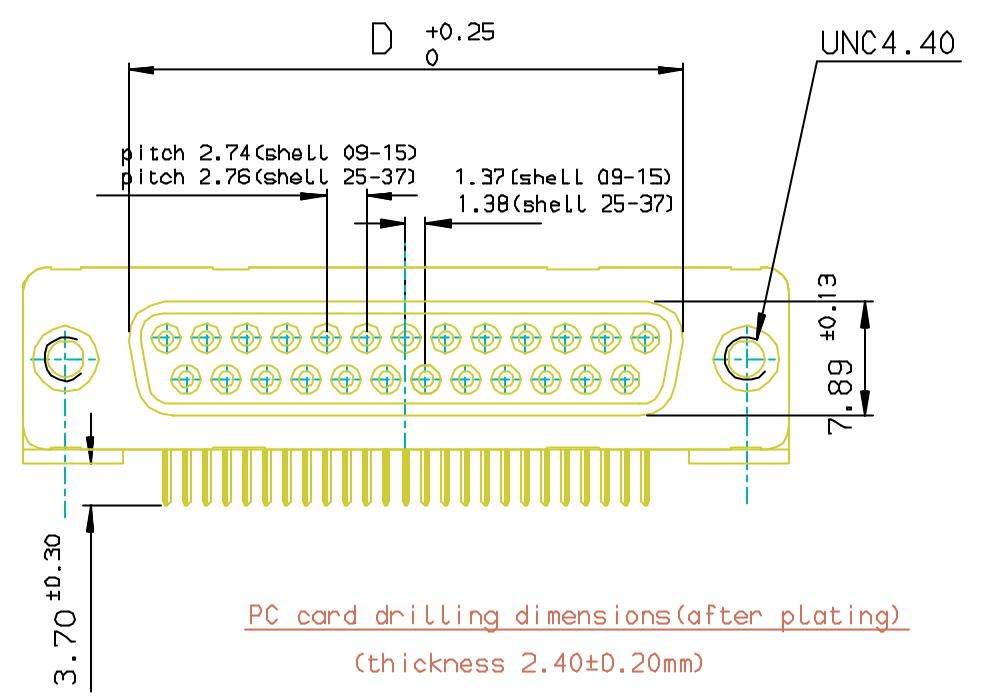 D +0.25
0
UNC4.40
pitch 2.74(shell 09-15)
pitch 2.76(shell 25-37)
1.37(shell 09-15)
1.38(shell 25-37)
7.89 ±0.13
3.70 ±0.30
PC card drilling dimensions(after plating)
(thickness 2.40±0.20mm)